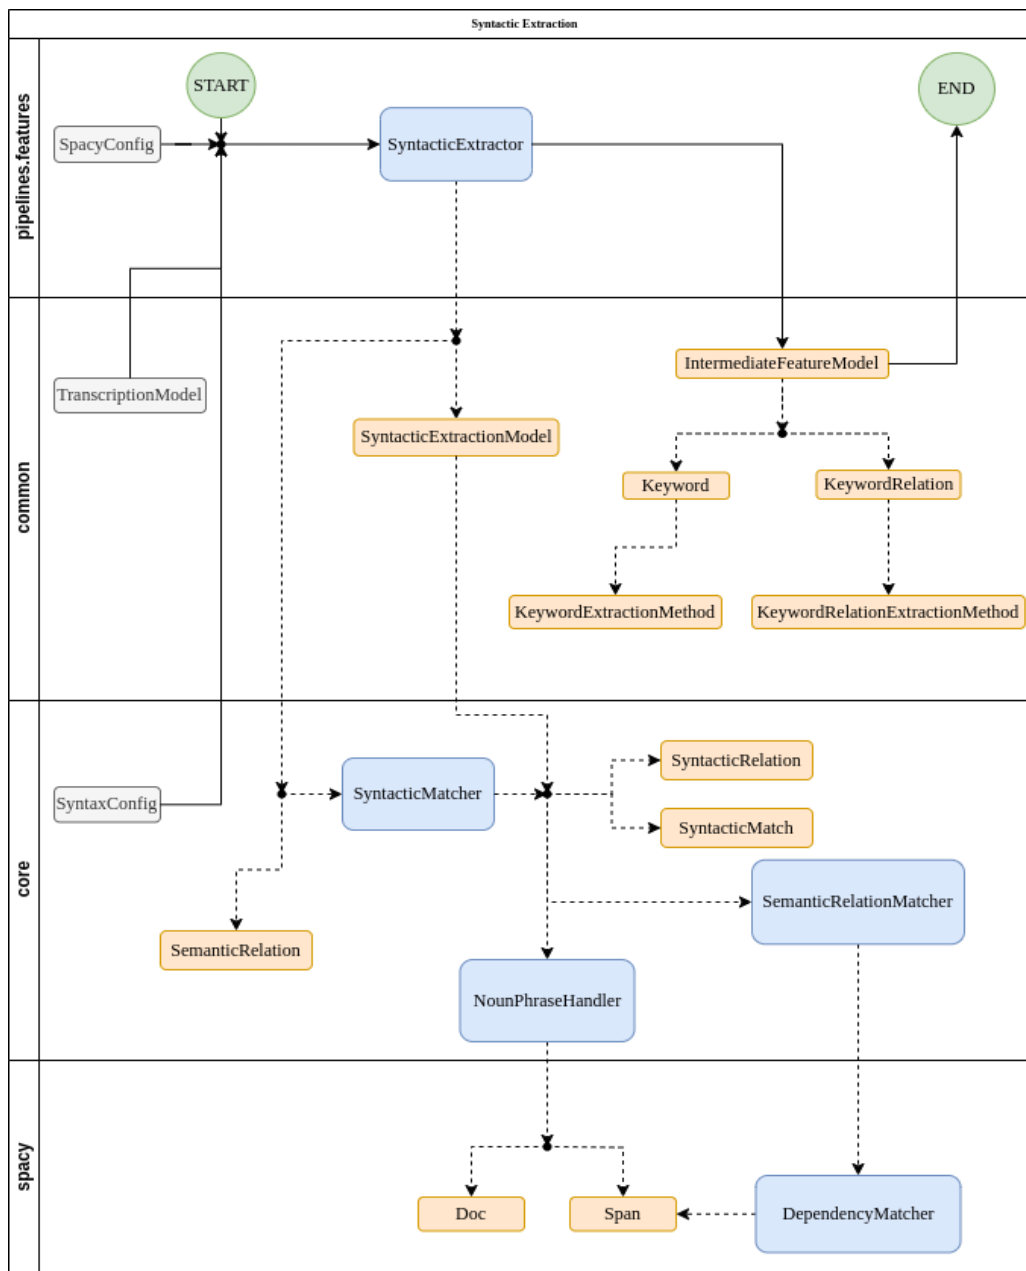 Syntactic Extraction
pipelines.features
START
END
SpacyConfig
SyntacticExtractor
common
IntermediateFeatureModel
TranscriptionModel
SyntacticExtractionModel
Keyword
KeywordRelation
KeywordExtractionMethod
KeywordRelationExtractionMethod
core
SyntacticRelation
SyntaxConfig
SyntacticMatcher
SyntacticMatch
SemanticRelationMatcher
SemanticRelation
NounPhraseHandler
spacy
Doc
Span
DependencyMatcher